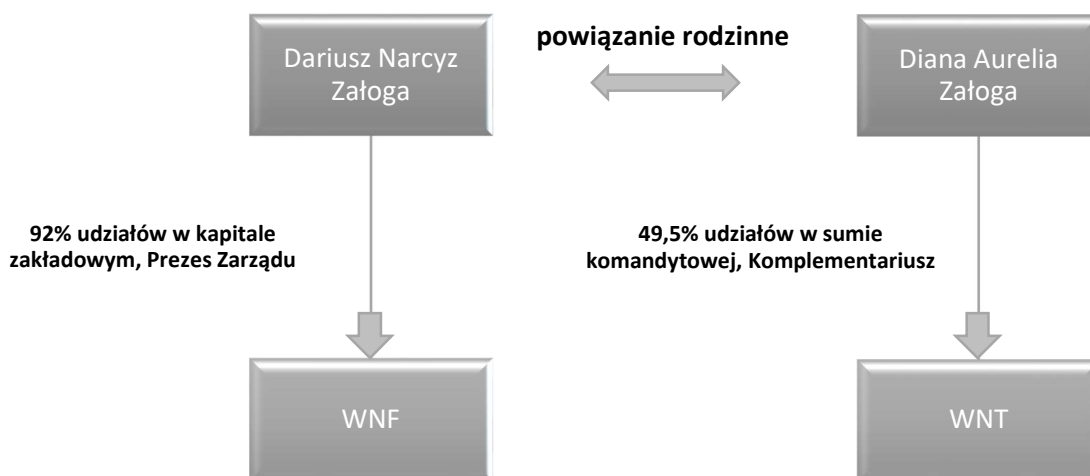 Dariusz Narcyz
Załoga
powiązanie rodzinne
Diana Aurelia
Załoga
92% udziałów w kapitale
zakładowym, Prezes Zarządu
49,5% udziałów w sumie
komandytowej, Komplementariusz
WNF
WNT